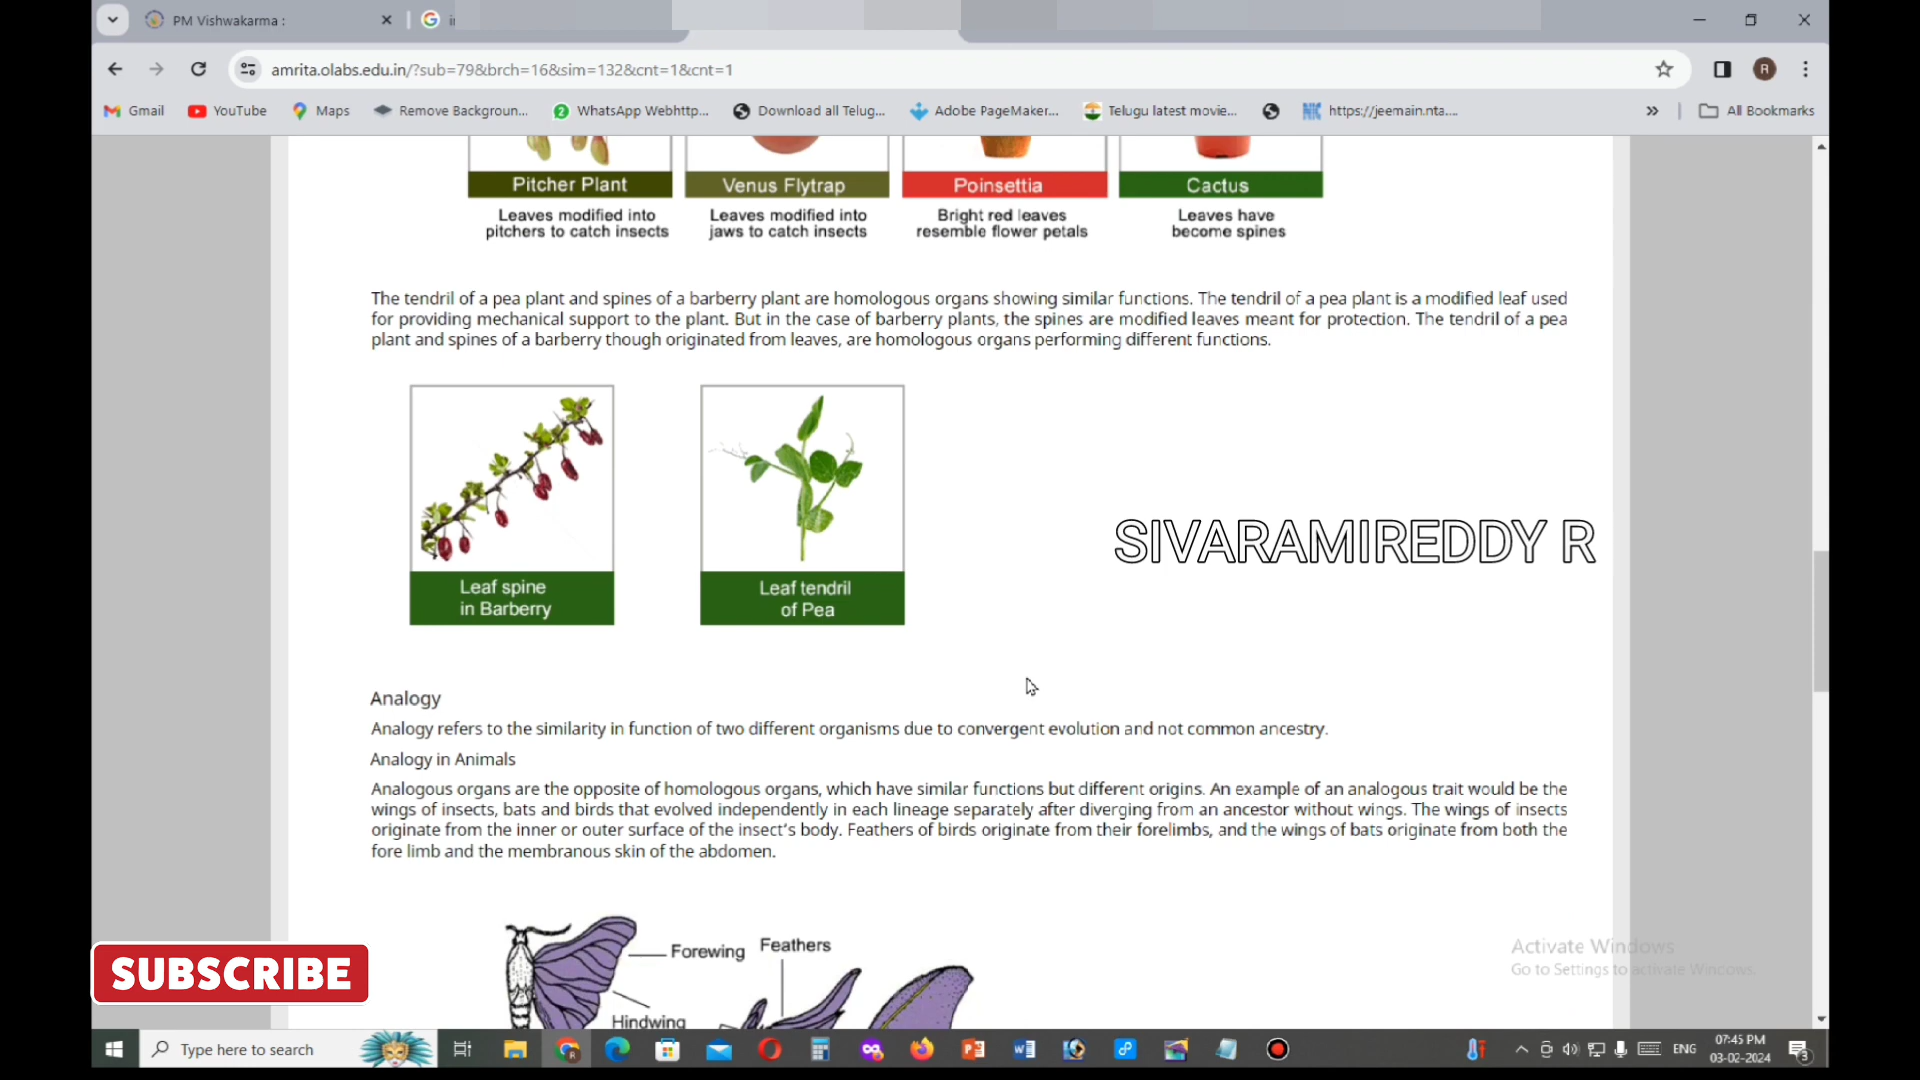 PM Vishwakarma :
amrita.olabs.edu.in/?sub=79&brch=16&sim=132&cnt=1&cnt=1
R
Gmail YouTube Maps Remove Backgroun... WhatsApp Webhttp... Download all Telug... Adobe PageMaker... Telugu latest movie... https://jeemain.nta.... » All Bookmarks
Pitcher Plant Venus Flytrap Poinsettia Cactus
Leaves modified into Leaves modified into Bright red leaves Leaves have
pitchers to catch insects jaws to catch insects resemble flower petals become spines
The tendril of a pea plant and spines of a barberry plant are homologous organs showing similar functions. The tendril of a pea plant is a modified leaf used
for providing mechanical support to the plant. But in the case of barberry plants, the spines are modified leaves meant for protection. The tendril of a pea
plant and spines of a barberry though originated from leaves, are homologous organs performing different functions.
SIVARAMIREDDY R
Leaf spine
in Barberry
Leaf tendril
of Pea
Analogy
Analogy refers to the similarity in function of two different organisms due to convergent evolution and not common ancestry.
Analogy in Animals
Analogous organs are the opposite of homologous organs, which have similar functions but different origins. An example of an analogous trait would be the
wings of insects, bats and birds that evolved independently in each lineage separately after diverging from an ancestor without wings. The wings of insects
originate from the inner or outer surface of the insect's body. Feathers of birds originate from their forelimbs, and the wings of bats originate from both the
fore limb and the membranous skin of the abdomen.
Forewing Feathers
Hindwing
SUBSCRIBE
Activate Windows
Go to Settings to activate Windows.
Type here to search
ENG
07:45 PM
03-02-2024
3